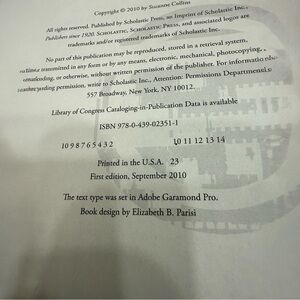 Copyright © 2010 by Suzanne Collins
All rights reserved. Published by Scholastic Press, an Imprint of Scholastic Inc.,
Publishers since 1920. SCHOLASTIC, SCHOLASTIC PRESS, and associated logos are
trademarks and/or registered trademarks of Scholastic Inc.
No part of this publication may be reproduced, stored in a retrieval system,
transmitted in any form or by any means, electronic, mechanical, photocopying,
recording, or otherwise, without written permission of the publisher. For information
regarding permission, write to Scholastic Inc., Attention: Permissions Department,
557 Broadway, New York, NY 10012.
Library of Congress Cataloging-in-Publication Data is available
ISBN 978-0-439-02351-1
10 9 8 7 6 5 4 3 2 10 11 12 13 14
Printed in the U.S.A. 23
First edition, September 2010
The text type was set in Adobe Garamond Pro.
Book design by Elizabeth B. Parisi